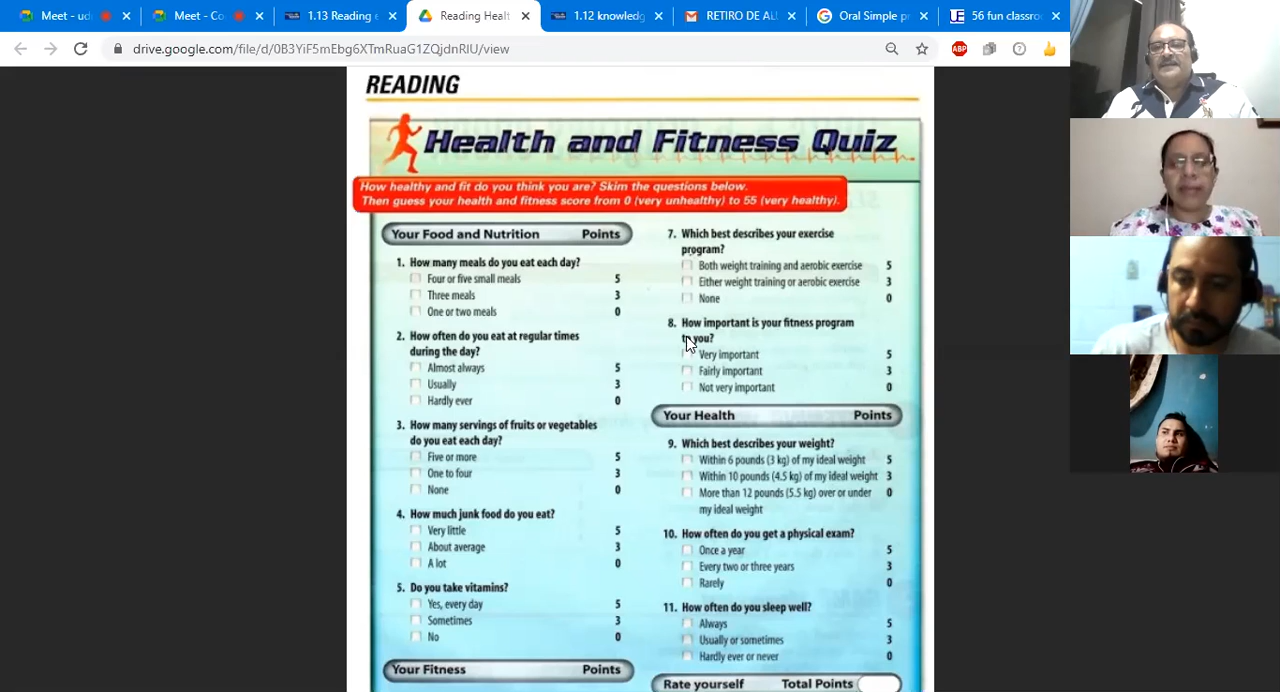 Meet - udi
Meet - Co
1.13 Reading e
Reading Healt
1.12 knowledg
RETIRO DE AL
Oral Simple pr
56 fun classro
drive.google.com/file/d/0B3YiF5mEbg6XTmRuaG1ZQjdnRlU/view
ABP
READING
Health and Fitness Quiz
How healthy and fit do you think you are? Skim the questions below.
Then guess your health and fitness score from 0 (very unhealthy) to 55 (very healthy).
Your Food and Nutrition Points
1. How many meals do you eat each day?
Four or five small meals 5
Three meals 3
One or two meals 0
2. How often do you eat at regular times
during the day?
Almost always 5
Usually 3
Hardly ever 0
3. How many servings of fruits or vegetables
do you eat each day?
Five or more 5
One to four 3
None 0
4. How much junk food do you eat?
Very little 5
About average 3
A lot 0
5. Do you take vitamins?
Yes, every day 5
Sometimes 3
No 0
Your Fitness Points
7. Which best describes your exercise
program?
Both weight training and aerobic exercise 5
Either weight training or aerobic exercise 3
None 0
8. How important is your fitness program
to you?
Very important 5
Fairly important 3
Not very important 0
Your Health Points
9. Which best describes your weight?
Within 6 pounds (3 kg) of my ideal weight 5
Within 10 pounds (4.5 kg) of my ideal weight 3
More than 12 pounds (5.5 kg) over or under 0
my ideal weight
10. How often do you get a physical exam?
Once a year 5
Every two or three years 3
Rarely 0
11. How often do you sleep well?
Always 5
Usually or sometimes 3
Hardly ever or never 0
Rate yourself Total Points